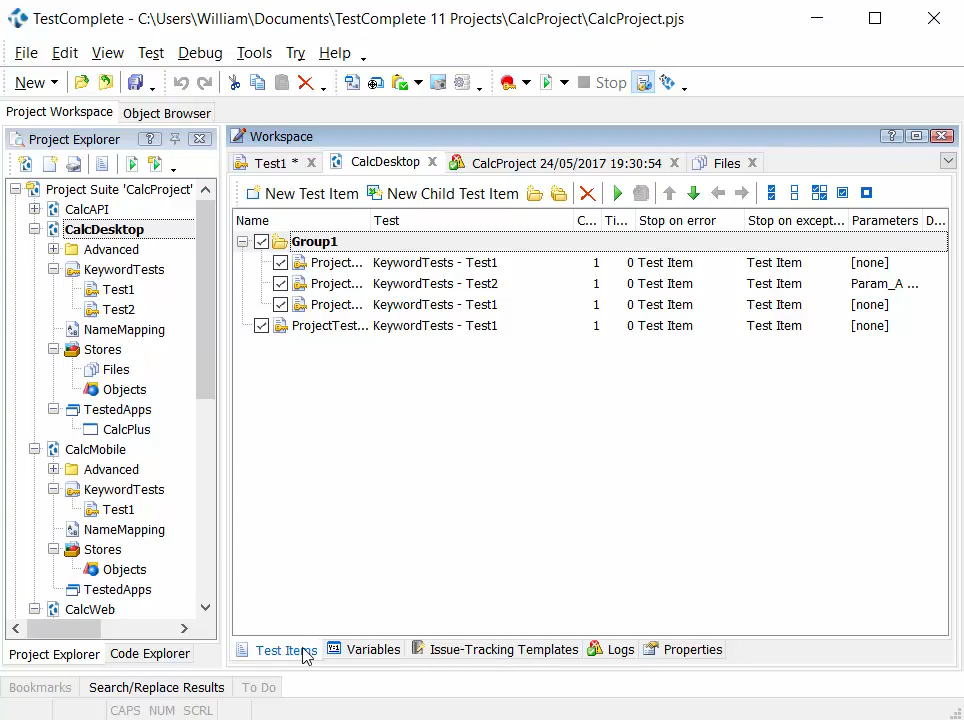 TestComplete - C:\Users\William\Documents\TestComplete 11 Projects\CalcProject\CalcProject.pjs
File Edit View Test Debug Tools Try Help
New Stop
Project Workspace Object Browser
Project Explorer
Project Suite 'CalcProject'
CalcAPI
CalcDesktop
Advanced
KeywordTests
Test1
Test2
NameMapping
Stores
Files
Objects
TestedApps
CalcPlus
CalcMobile
Advanced
KeywordTests
Test1
NameMapping
Stores
Objects
TestedApps
CalcWeb
Project Explorer Code Explorer
Workspace
Test1 * CalcDesktop CalcProject 24/05/2017 19:30:54 Files
New Test Item New Child Test Item
Name Test C... Ti... Stop on error Stop on except... Parameters D...
Group1
Project... KeywordTests - Test1 1 0 Test Item Test Item [none]
Project... KeywordTests - Test2 1 0 Test Item Test Item Param_A ...
Project... KeywordTests - Test1 1 0 Test Item Test Item [none]
ProjectTest... KeywordTests - Test1 1 0 Test Item Test Item [none]
Test Items Variables Issue-Tracking Templates Logs Properties
Bookmarks Search/Replace Results To Do
CAPS NUM SCRL